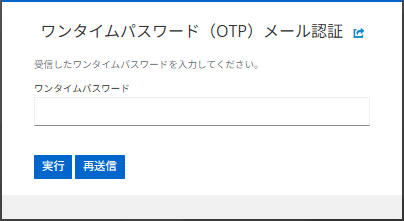 ワンタイムパスワード（OTP）メール認証
受信したワンタイムパスワードを入力してください。
ワンタイムパスワード
実行 再送信